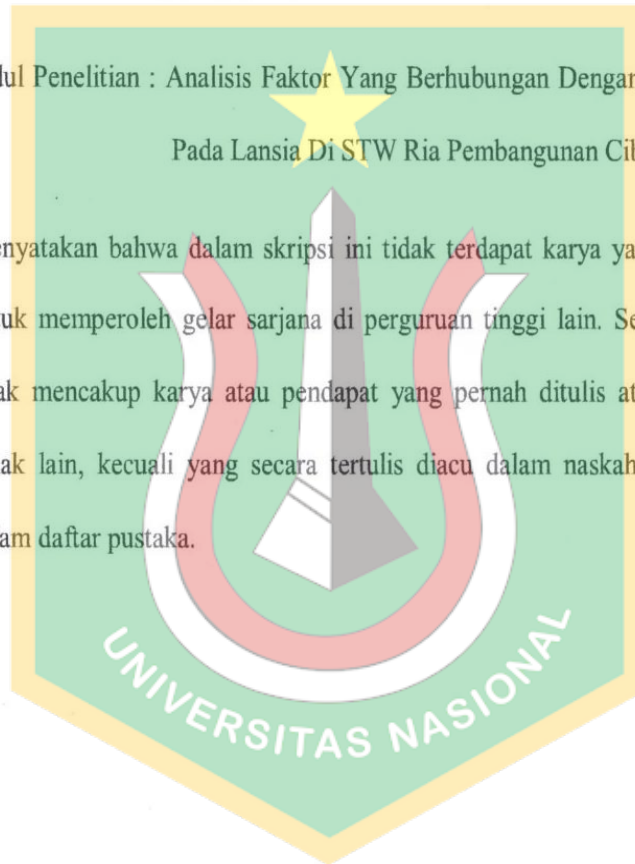 dul Penelitian : Analisis Faktor Yang Berhubungan Dengan
Pada Lansia Di STW Ria Pembangunan Cib
enyatakan bahwa dalam skripsi ini tidak terdapat karya ya
uk memperoleh gelar sarjana di perguruan tinggi lain. Se
ak mencakup karya atau pendapat yang pernah ditulis at
ak lain, kecuali yang secara tertulis diacu dalam naskah
am daftar pustaka.
UNIVERSITAS NASIONAL